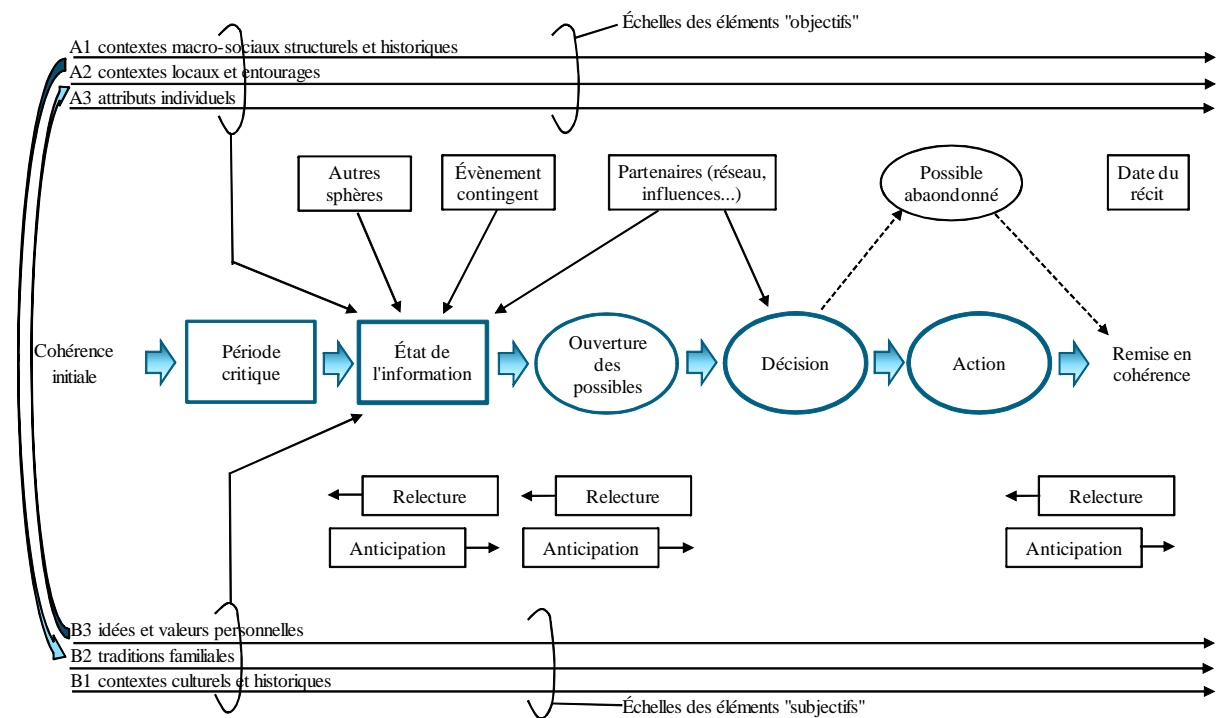 Échelles des éléments "objectifs"
A1 contextes macro-sociaux structurels et historiques
A2 contextes locaux et entourages
A3 attributs individuels
Autres
sphères
Évènement
contingent
Partenaires (réseau,
influences...)
Possible
abaondonné
Date du
récit
Cohérence
initiale
Période
critique
État de
l'information
Ouverture
des
possibles
Décision
Action
Remise en
cohérence
Relecture
Relecture
Relecture
Anticipation
Anticipation
Anticipation
B3 idées et valeurs personnelles
B2 traditions familiales
B1 contextes culturels et historiques
Échelles des éléments "subjectifs"